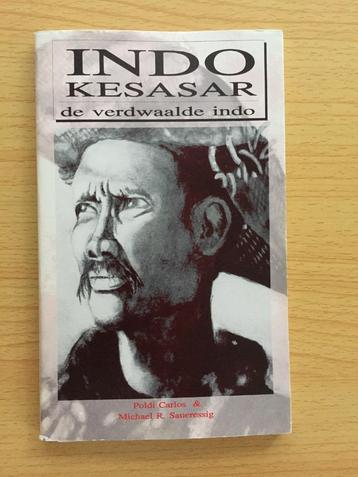 INDO
KESASAR
de verdwaalde indo
Poldi Carlos &
Michael R. Saueressig